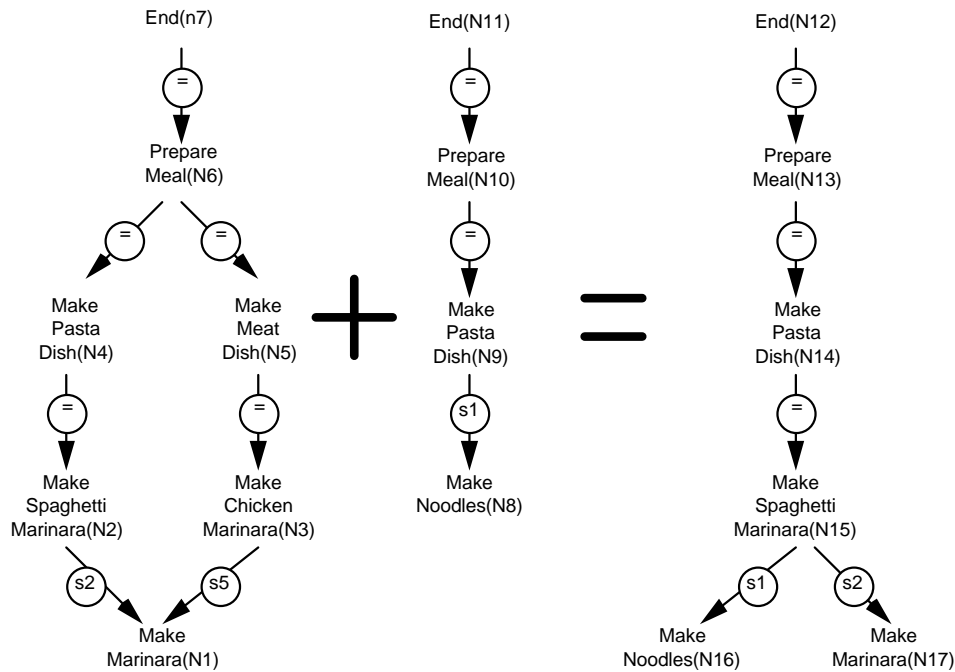 End(n7)
End(N11)
End(N12)
=
=
=
Prepare
Meal(N6)
Prepare
Meal(N10)
Prepare
Meal(N13)
=
=
=
=
Make
Pasta
Dish(N4)
Make
Meat
Dish(N5)
+
Make
Pasta
Dish(N9)
=
Make
Pasta
Dish(N14)
=
=
s1
=
Make
Spaghetti
Marinara(N2)
Make
Chicken
Marinara(N3)
Make
Noodles(N8)
Make
Spaghetti
Marinara(N15)
s2
s5
s1
s2
Make
Marinara(N1)
Make
Noodles(N16)
Make
Marinara(N17)